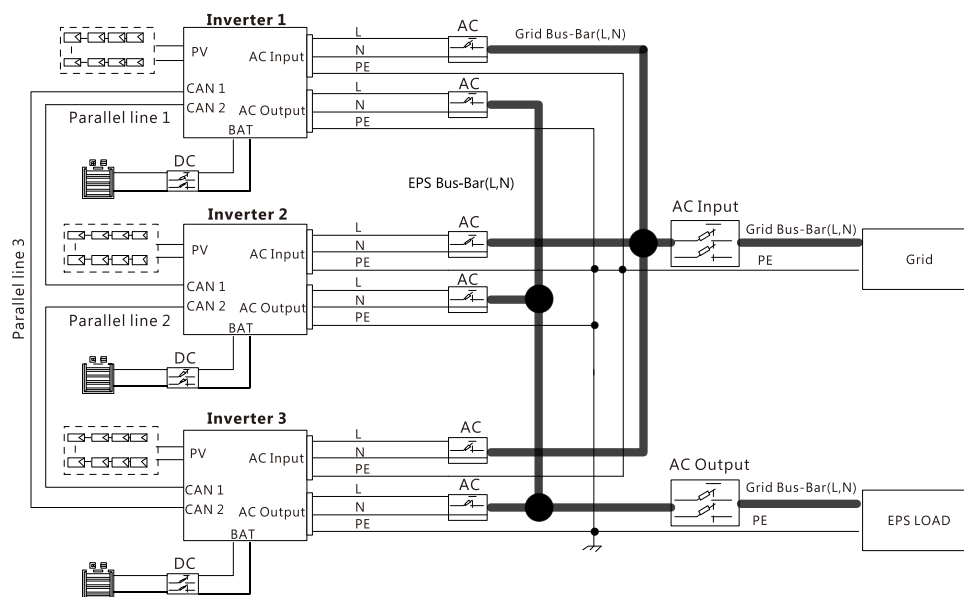 Inverter 1
PV
AC Input
CAN 1
CAN 2
AC Output
BAT
L
N
PE
L
N
PE
AC
AC
Grid Bus-Bar(L,N)
Parallel line 1
DC
EPS Bus-Bar(L,N)
Inverter 2
PV
AC Input
CAN 1
CAN 2
AC Output
BAT
L
N
PE
L
N
PE
AC
AC
AC Input
Grid Bus-Bar(L,N)
PE
Grid
Parallel line 3
Parallel line 2
DC
Inverter 3
PV
AC Input
CAN 1
CAN 2
AC Output
BAT
L
N
PE
L
N
PE
AC
AC
AC Output
Grid Bus-Bar(L,N)
PE
EPS LOAD
DC